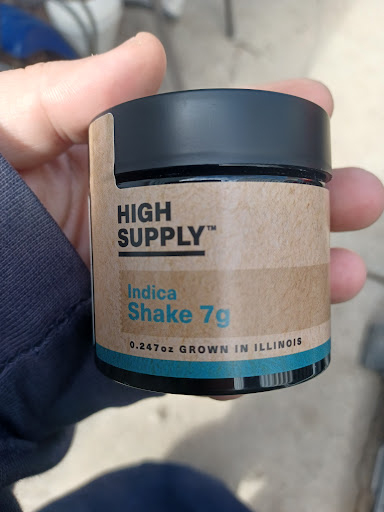 HIGH
SUPPLY™
Indica
Shake 7g
0.247oz GROWN IN ILLINOIS